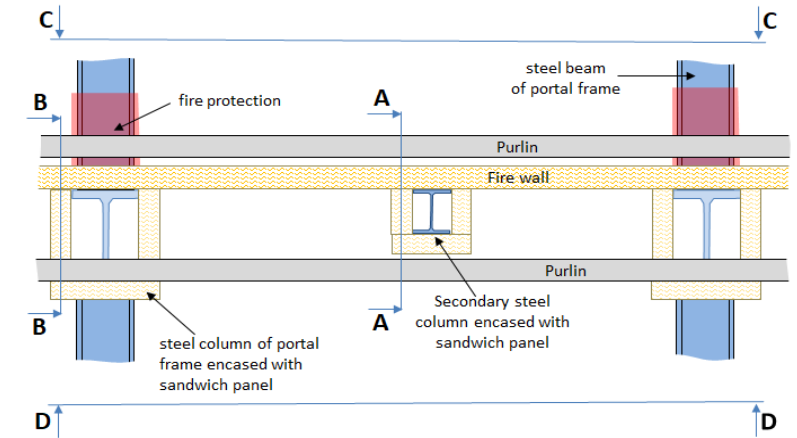 C
C
steel beam
of portal frame
B
fire protection
A
Purlin
Fire wall
Purlin
B
A
Secondary steel
column encased with
sandwich panel
steel column of portal
frame encased with
sandwich panel
D
D